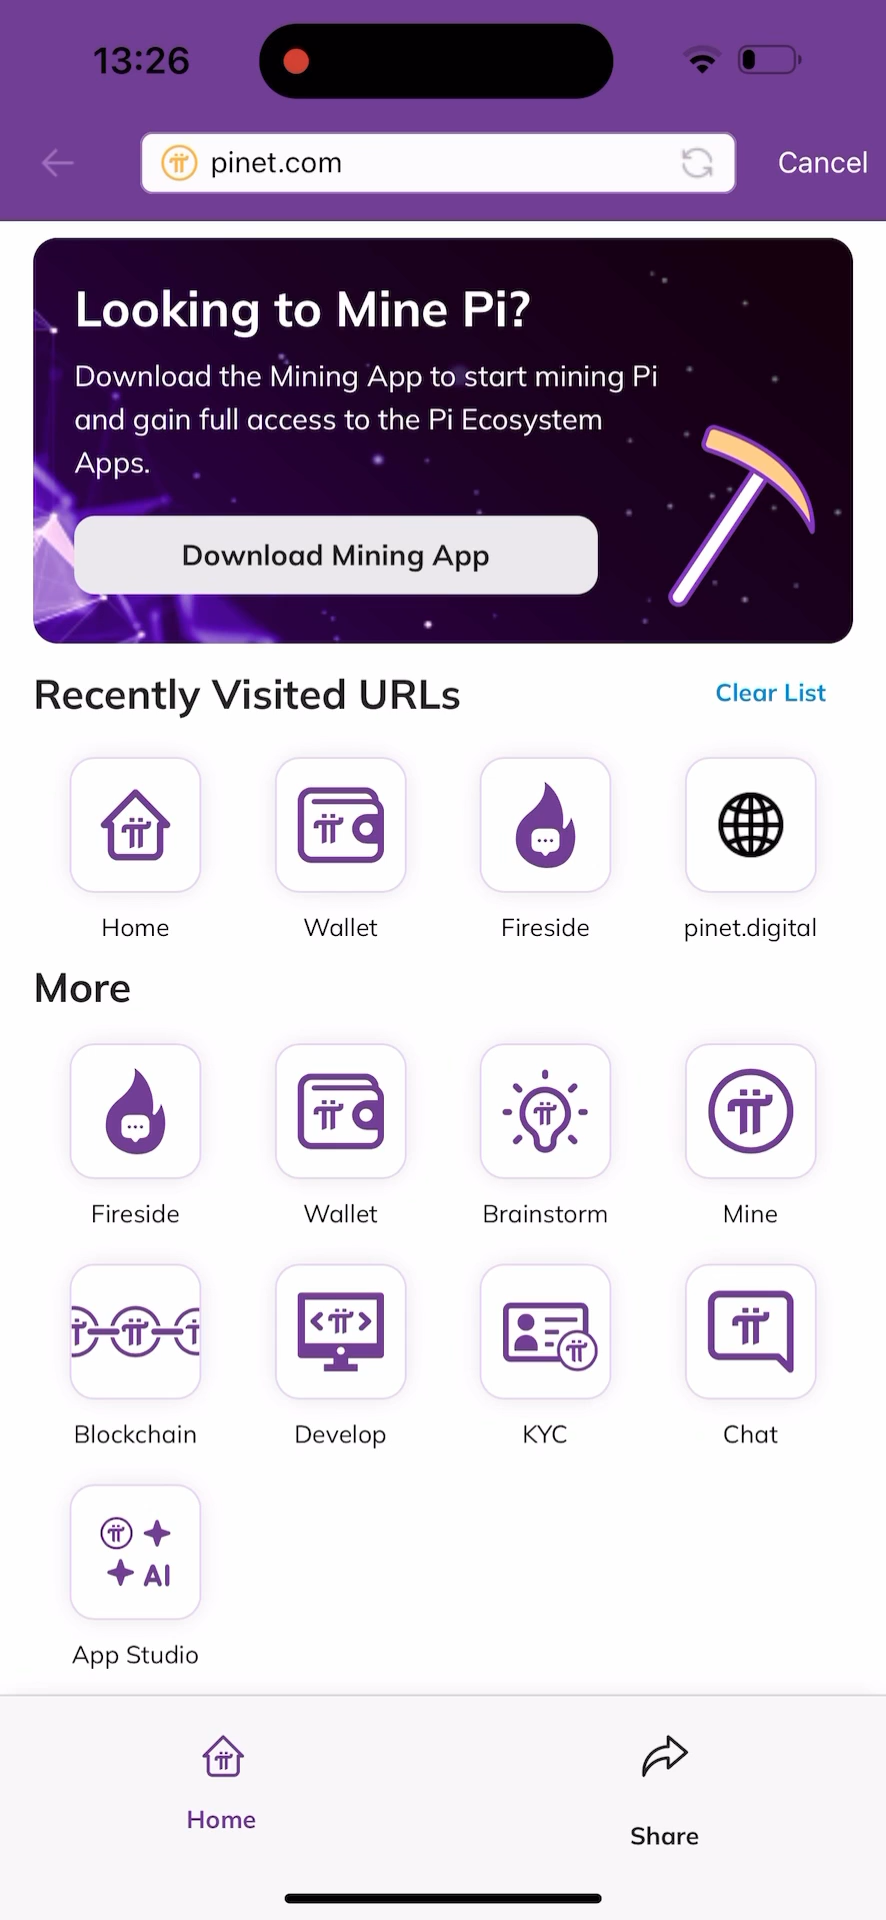 13:26
pinet.com
Cancel
Looking to Mine Pi?
Download the Mining App to start mining Pi
and gain full access to the Pi Ecosystem
Apps.
Download Mining App
Recently Visited URLs
Clear List
Home
Wallet
Fireside
pinet.digital
More
Fireside
Wallet
Brainstorm
Mine
Blockchain
Develop
KYC
Chat
AI
App Studio
Home
Share